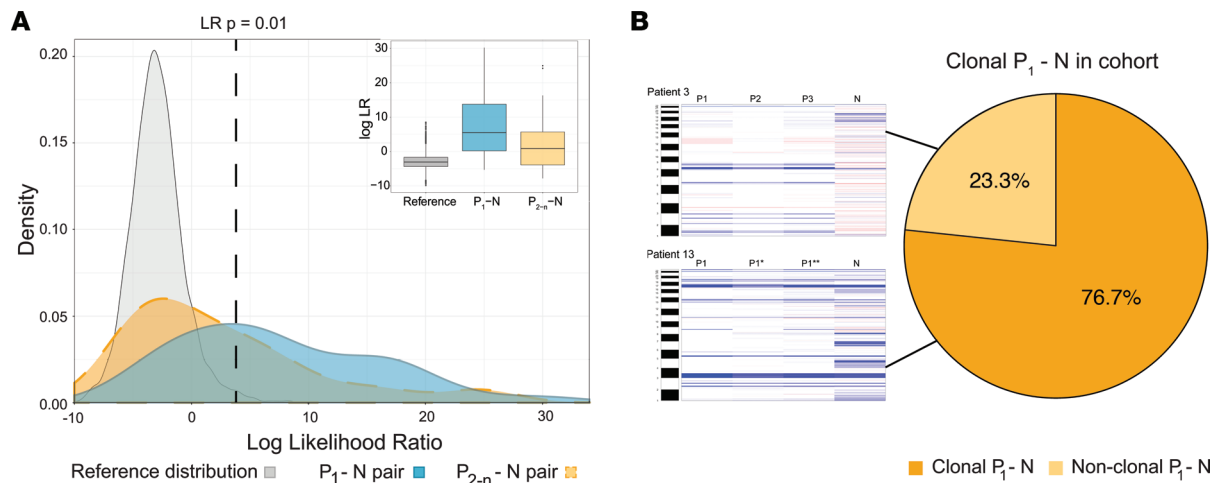 A
LR p = 0.01
0.20
0.15
0.10
0.05
0.00
Density
-10
0
10
20
30
Log Likelihood Ratio
30
20
10
0
−10
log LR
Reference
P1–N
P2-n–N
Reference distribution
P1- N pair
P2-n- N pair
B
Clonal P1 - N in cohort
Patient 3
P1 P2 P3 N
Patient 13
P1 P1* P1** N
23.3%
76.7%
Clonal P1- N
Non-clonal P1- N